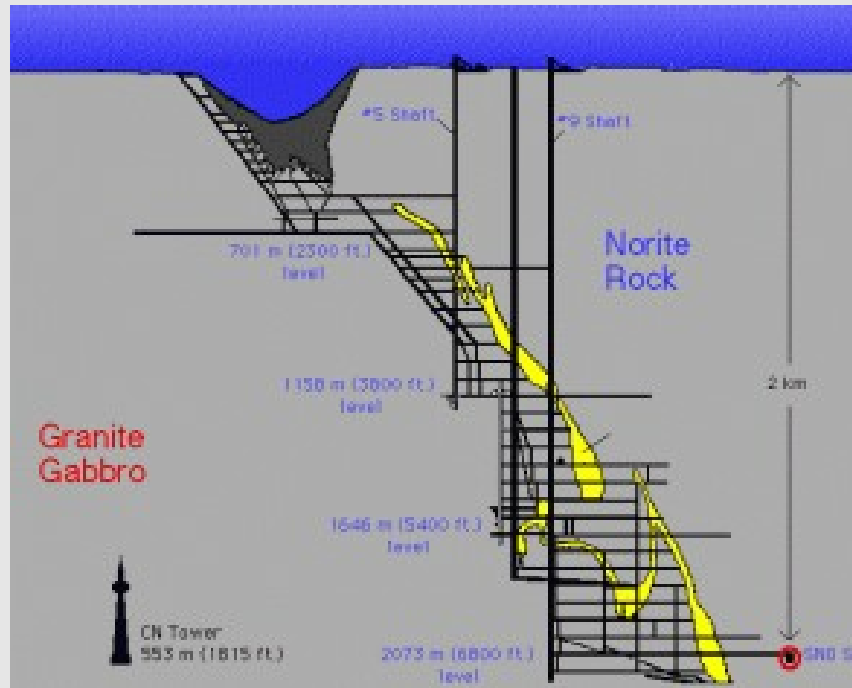 #5 Shaft
#9 Shaft
701 m (2300 ft.)
level
Norite
Rock
1158 m (3800 ft.)
level
2 km
Granite
Gabbro
1646 m (5400 ft.)
level
CN Tower
553 m (1815 ft.)
2073 m (6800 ft.)
level
SNO S